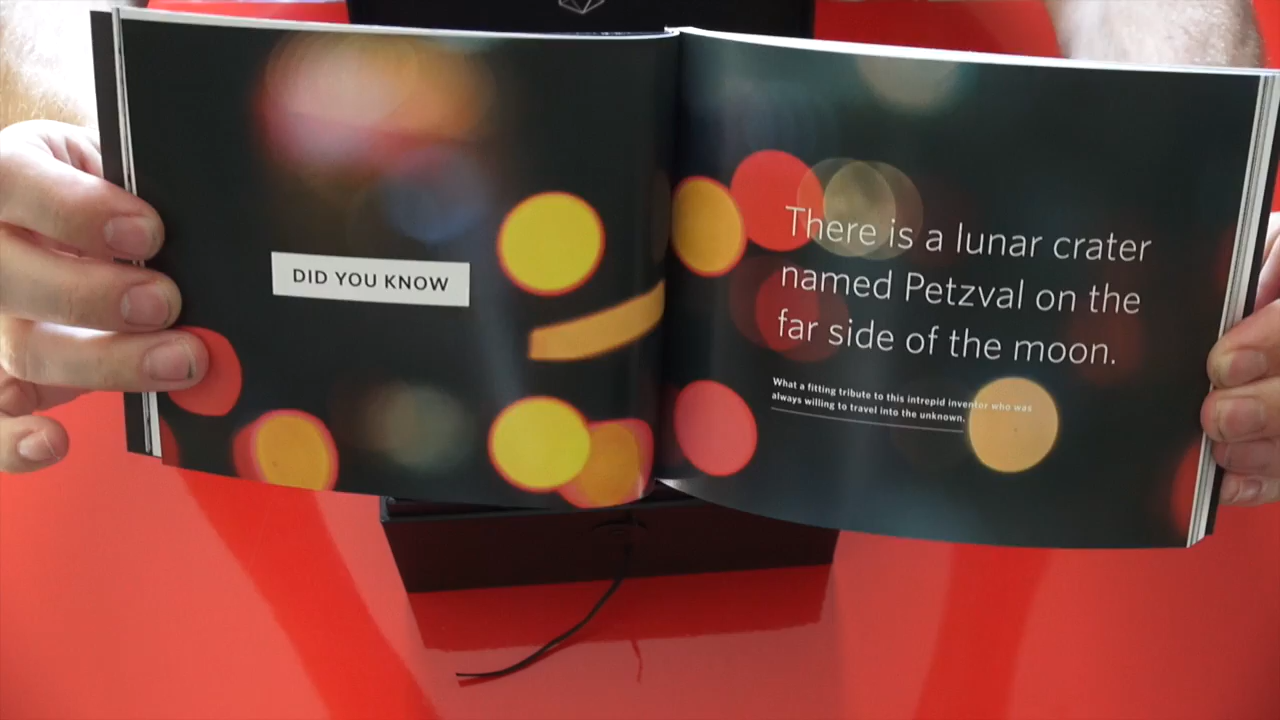 DID YOU KNOW
There is a lunar crater
named Petzval on the
far side of the moon.
What a fitting tribute to this intrepid inventor who was
always willing to travel into the unknown.